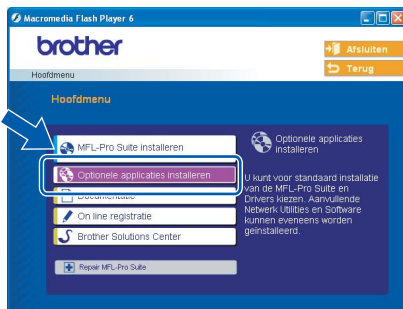 Macromedia Flash Player 6
brother
Afsluiten
Terug
Hoofdmenu
Hoofdmenu
MFL-Pro Suite installeren
Optionele applicaties installeren
Documentatie
On line registratie
Brother Solutions Center
Repair MFL-Pro Suite
Optionele applicaties
installeren
U kunt voor standaard installatie
van de MFL-Pro Suite en
Drivers kiezen. Aanvullende
Netwerk Utilities en Software
kunnen eveneens worden
geïnstalleerd.